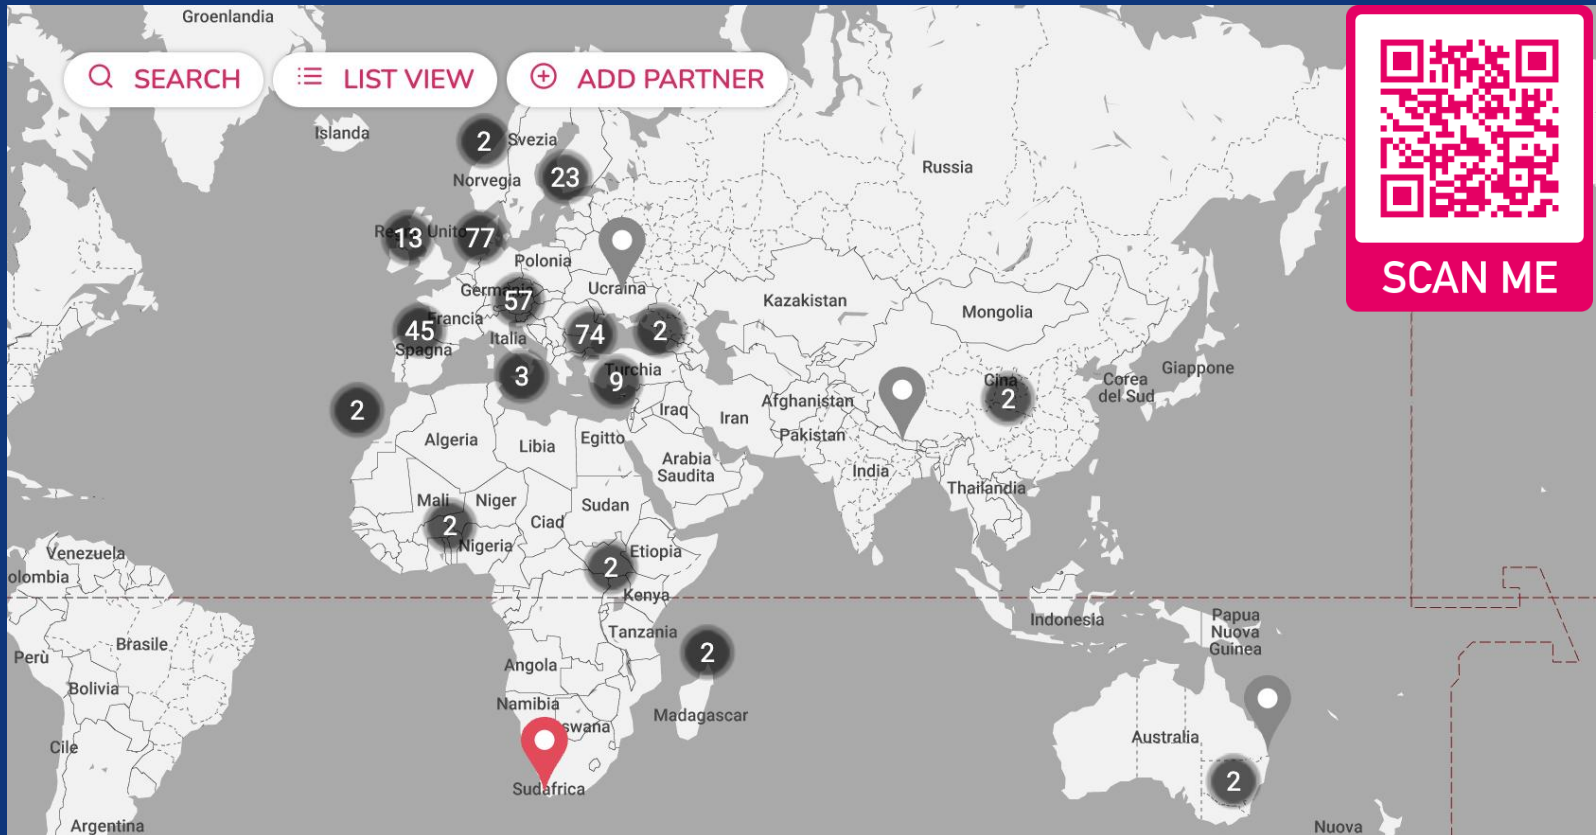 Groenlandia
SEARCH
LIST VIEW
ADD PARTNER
SCAN ME
Islanda
2
Svezia
23
Norvegia
Russia
13
Unito
77
Polonia
Germania
57
Ucraina
Kazakistan
Mongolia
45
Francia
Spagna
Italia
74
2
3
Turchia
9
Cina
2
Corea
del Sud
Giappone
2
Iraq
Iran
Afghanistan
Pakistan
Algeria
Libia
Egitto
Arabia
Saudita
India
Thailandia
Mali
Niger
2
Ciad
Sudan
Nigeria
2
Etiopia
Kenya
Venezuela
olombia
Brasile
Perù
Bolivia
Tanzania
2
Angola
Namibia
swana
Madagascar
Indonesia
Papua
Nuova
Guinea
Australia
2
Cile
Sudafrica
Argentina
Nuova